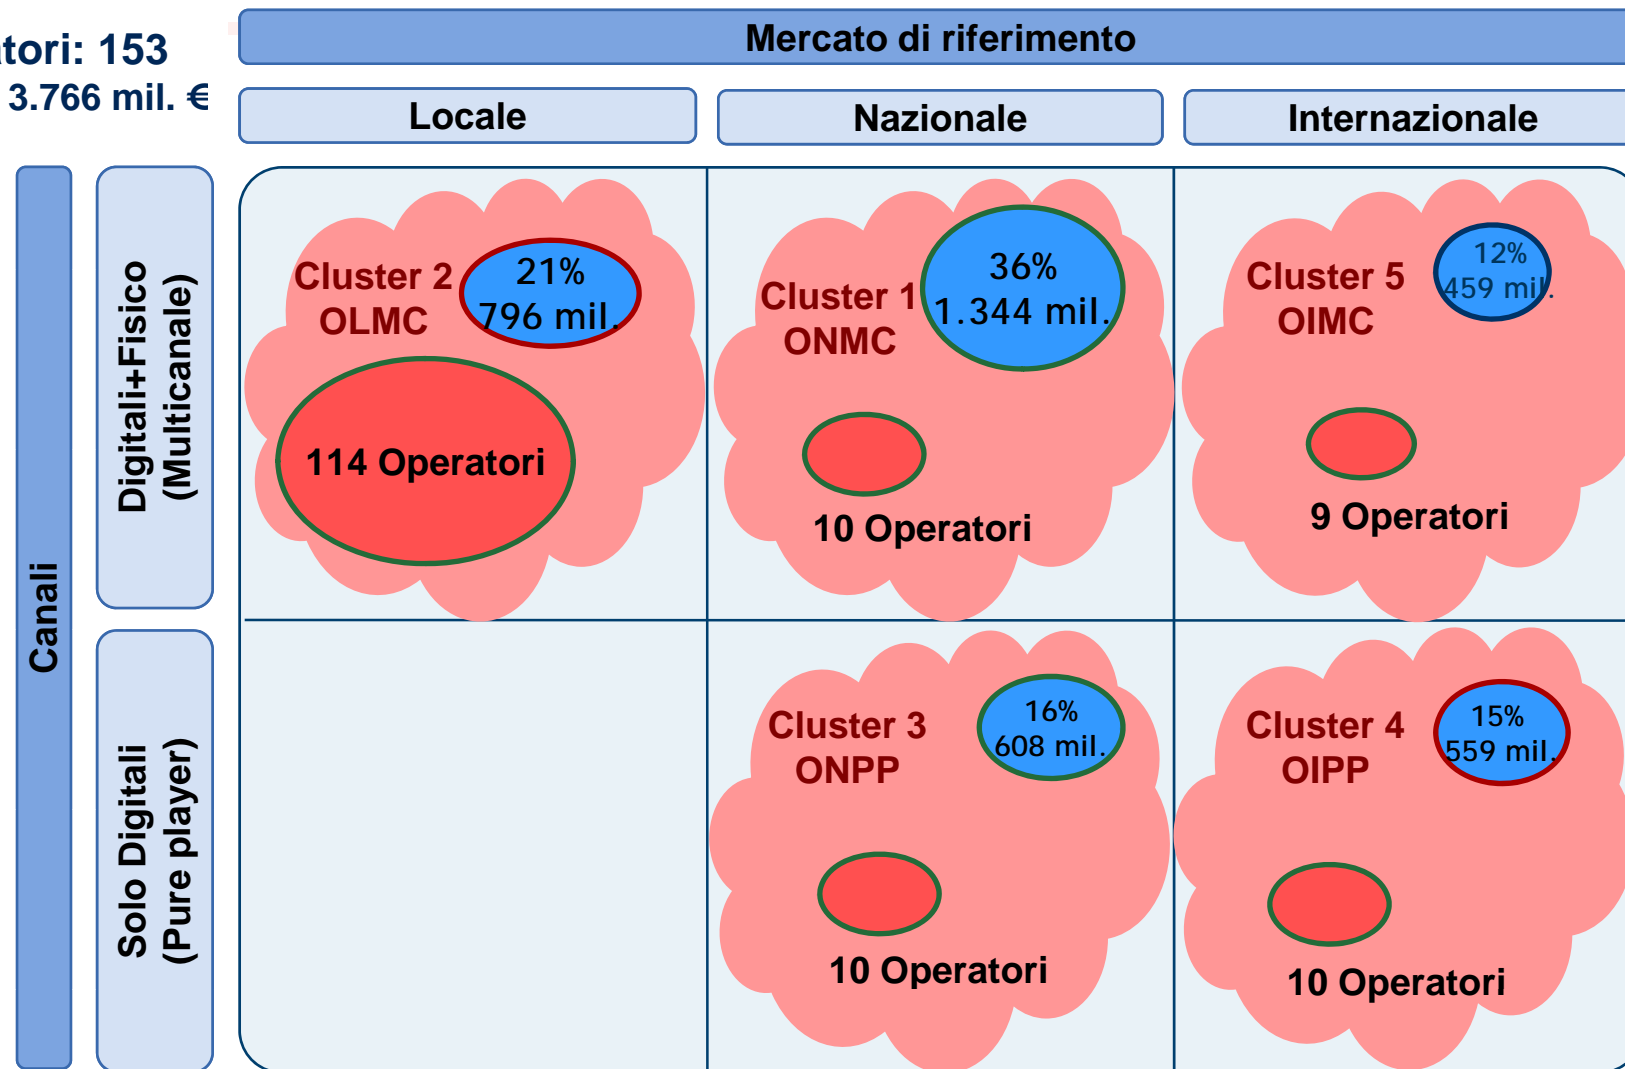 atori: 153
3.766 mil. €
Mercato di riferimento
Locale
Nazionale
Internazionale
Canali
Digitali+Fisico
(Multicanale)
Cluster 2
OLMC
21%
796 mil.
114 Operatori
Cluster 1
ONMC
36%
1.344 mil.
10 Operatori
Cluster 5
OIMC
12%
459 mil.
9 Operatori
Solo Digitali
(Pure player)
Cluster 3
ONPP
16%
608 mil.
10 Operatori
Cluster 4
OIPP
15%
559 mil.
10 Operatori